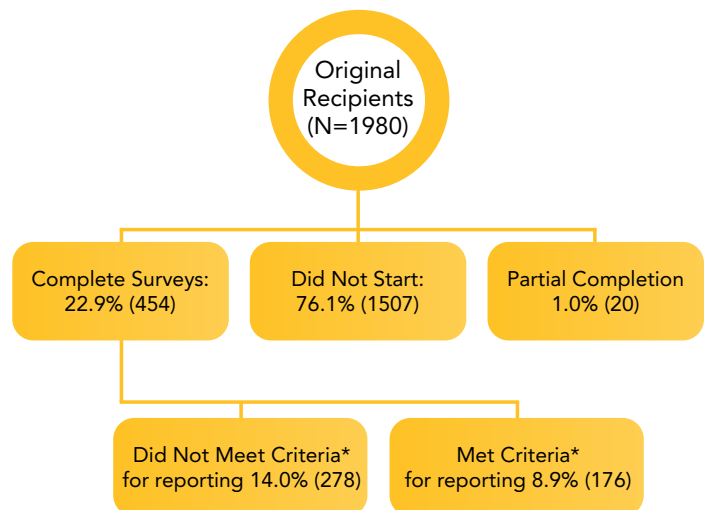 Original
Recipients
(N=1980)
Complete Surveys:
22.9% (454)
Did Not Start:
76.1% (1507)
Partial Completion
1.0% (20)
Did Not Meet Criteria*
for reporting 14.0% (278)
Met Criteria*
for reporting 8.9% (176)